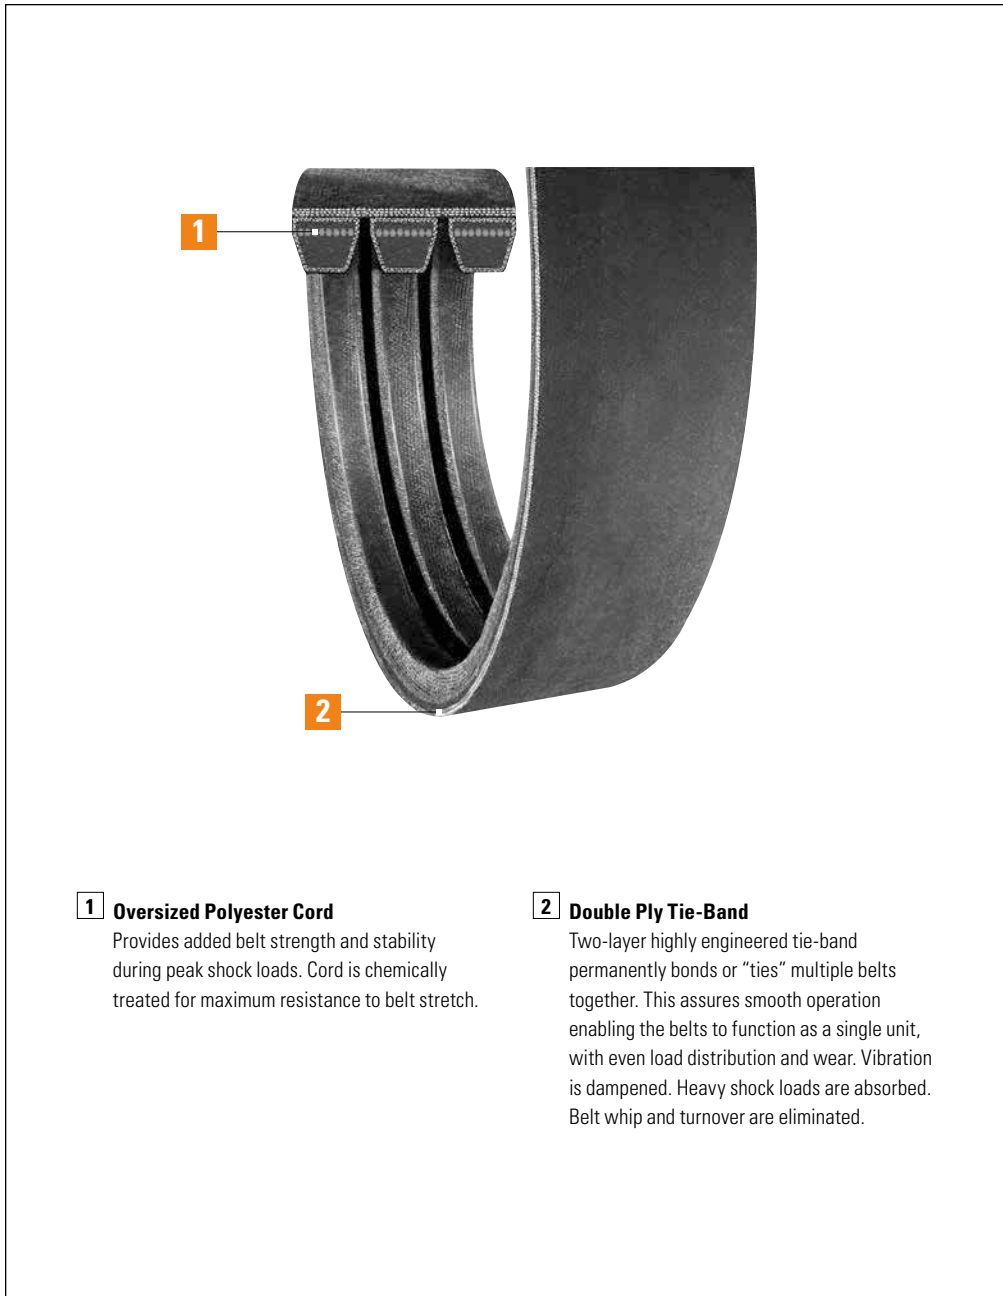 1
2
1 Oversized Polyester Cord
Provides added belt strength and stability
during peak shock loads. Cord is chemically
treated for maximum resistance to belt stretch.
2 Double Ply Tie-Band
Two-layer highly engineered tie-band
permanently bonds or “ties” multiple belts
together. This assures smooth operation
enabling the belts to function as a single unit,
with even load distribution and wear. Vibration
is dampened. Heavy shock loads are absorbed.
Belt whip and turnover are eliminated.